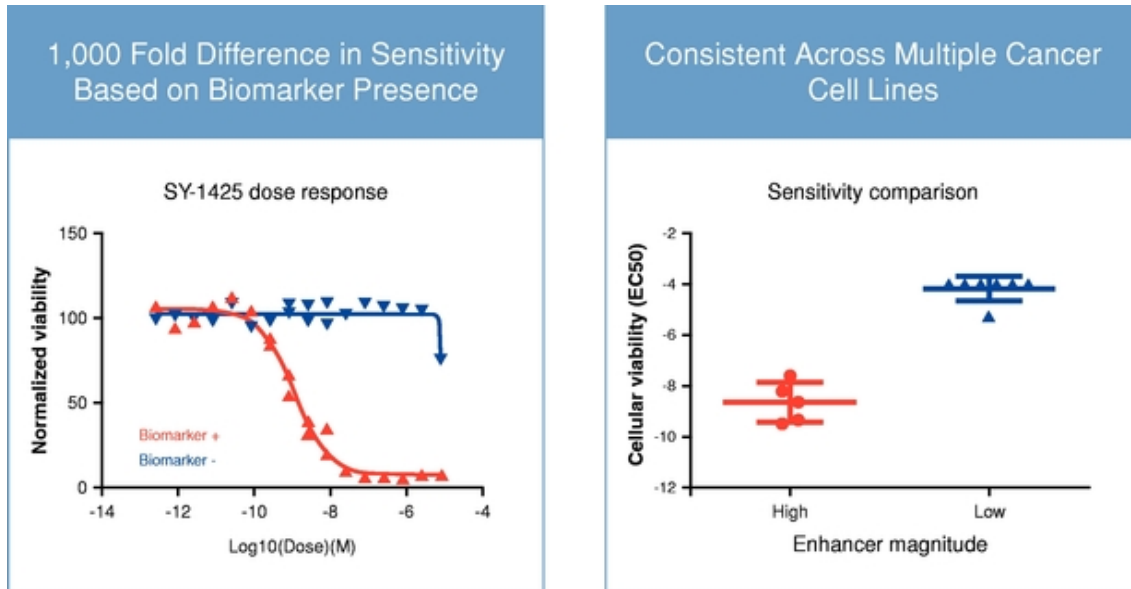 1,000 Fold Difference in Sensitivity
Based on Biomarker Presence
SY-1425 dose response
150
100
50
0
Normalized viability
Biomarker +
Biomarker -
-14
-12
-10
-8
-6
-4
Log10(Dose)(M)
Consistent Across Multiple Cancer
Cell Lines
Sensitivity comparison
-2
-4
-6
-8
-10
-12
Cellular viability (EC50)
High
Low
Enhancer magnitude